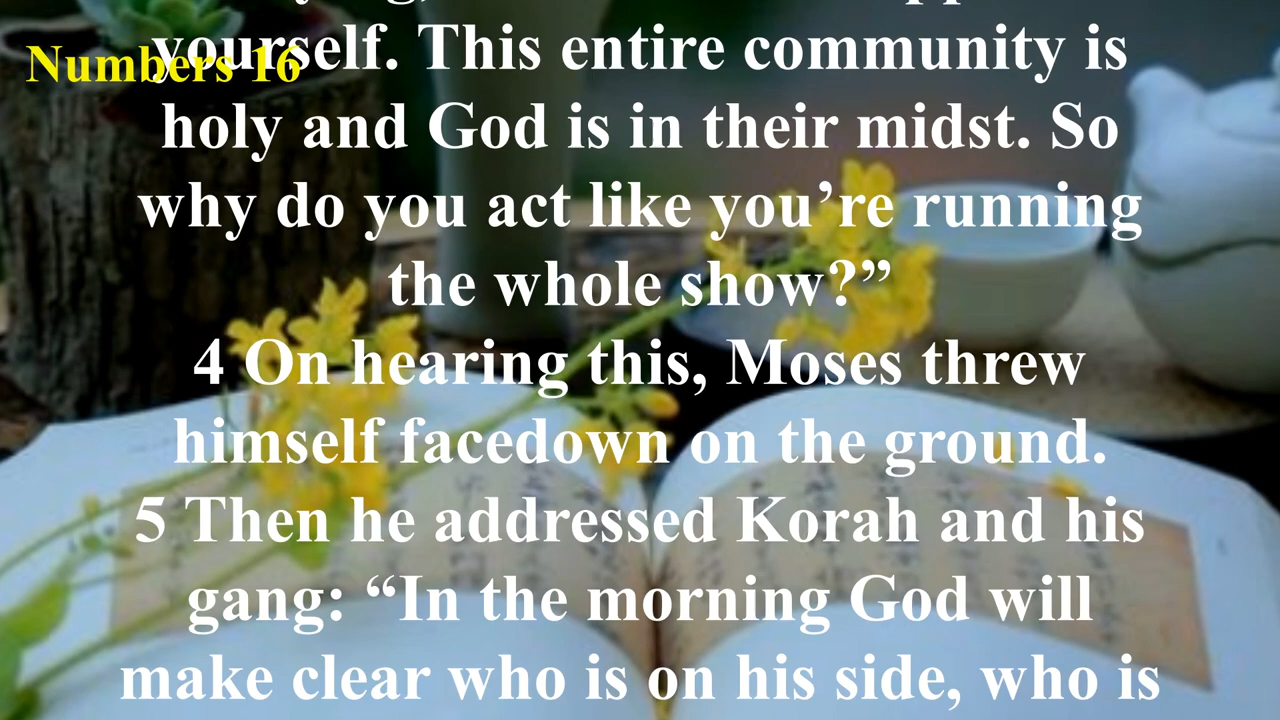 Numbers 16
yourself. This entire community is
holy and God is in their midst. So
why do you act like you’re running
the whole show?”
4 On hearing this, Moses threw
himself facedown on the ground.
5 Then he addressed Korah and his
gang: “In the morning God will
make clear who is on his side, who is